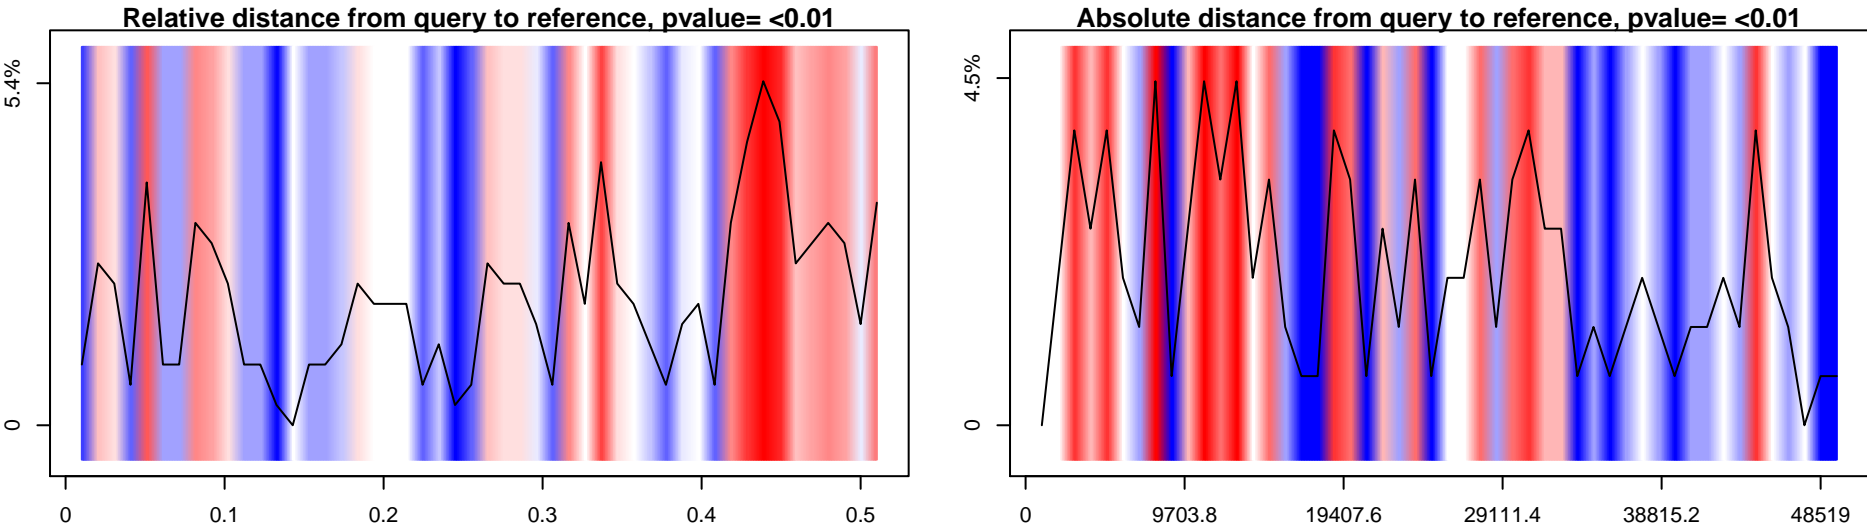 Relative distance from query to reference, pvalue= <0.01
5.4%
0
0 0.1 0.2 0.3 0.4 0.5
Absolute distance from query to reference, pvalue= <0.01
4.5%
0
0 9703.8 19407.6 29111.4 38815.2 48519